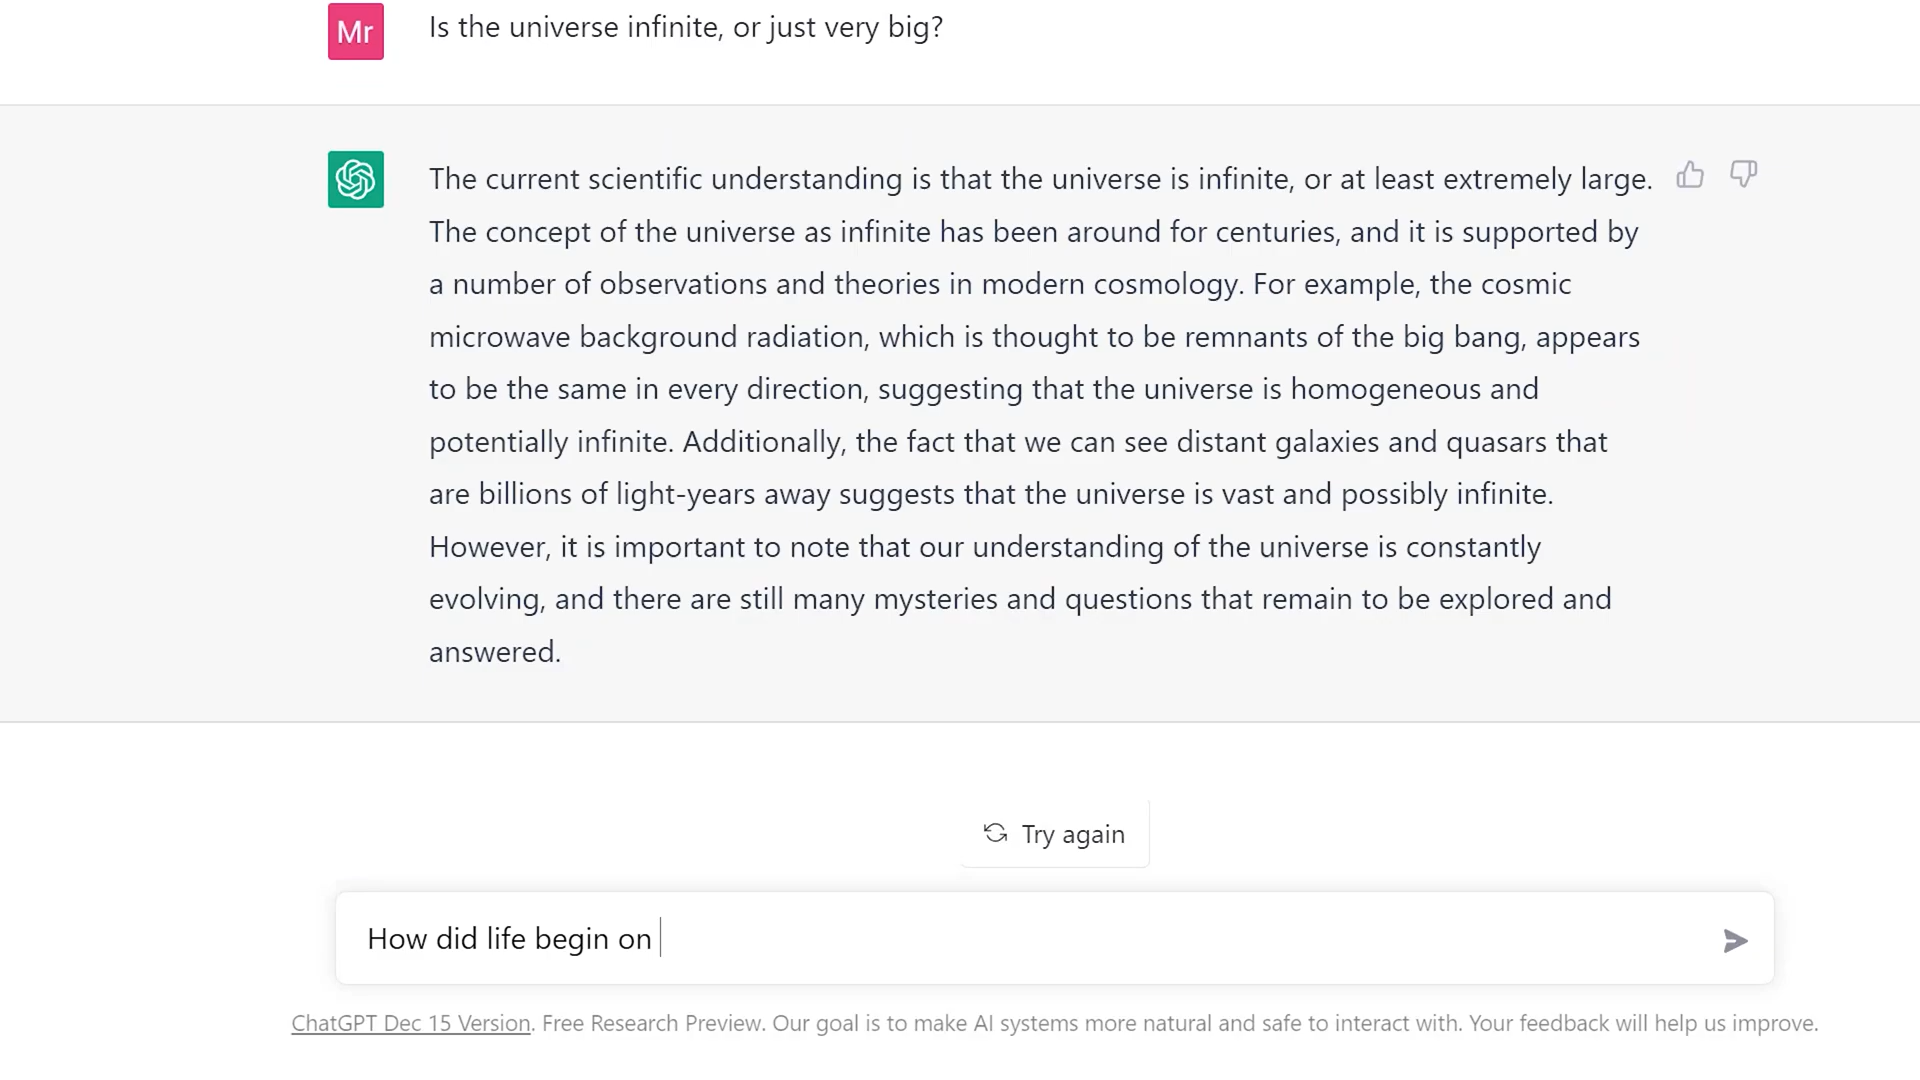 Mr
Is the universe infinite, or just very big?
The current scientific understanding is that the universe is infinite, or at least extremely large.
The concept of the universe as infinite has been around for centuries, and it is supported by
a number of observations and theories in modern cosmology. For example, the cosmic
microwave background radiation, which is thought to be remnants of the big bang, appears
to be the same in every direction, suggesting that the universe is homogeneous and
potentially infinite. Additionally, the fact that we can see distant galaxies and quasars that
are billions of light-years away suggests that the universe is vast and possibly infinite.
However, it is important to note that our understanding of the universe is constantly
evolving, and there are still many mysteries and questions that remain to be explored and
answered.
Try again
How did life begin on
ChatGPT Dec 15 Version. Free Research Preview. Our goal is to make AI systems more natural and safe to interact with. Your feedback will help us improve.